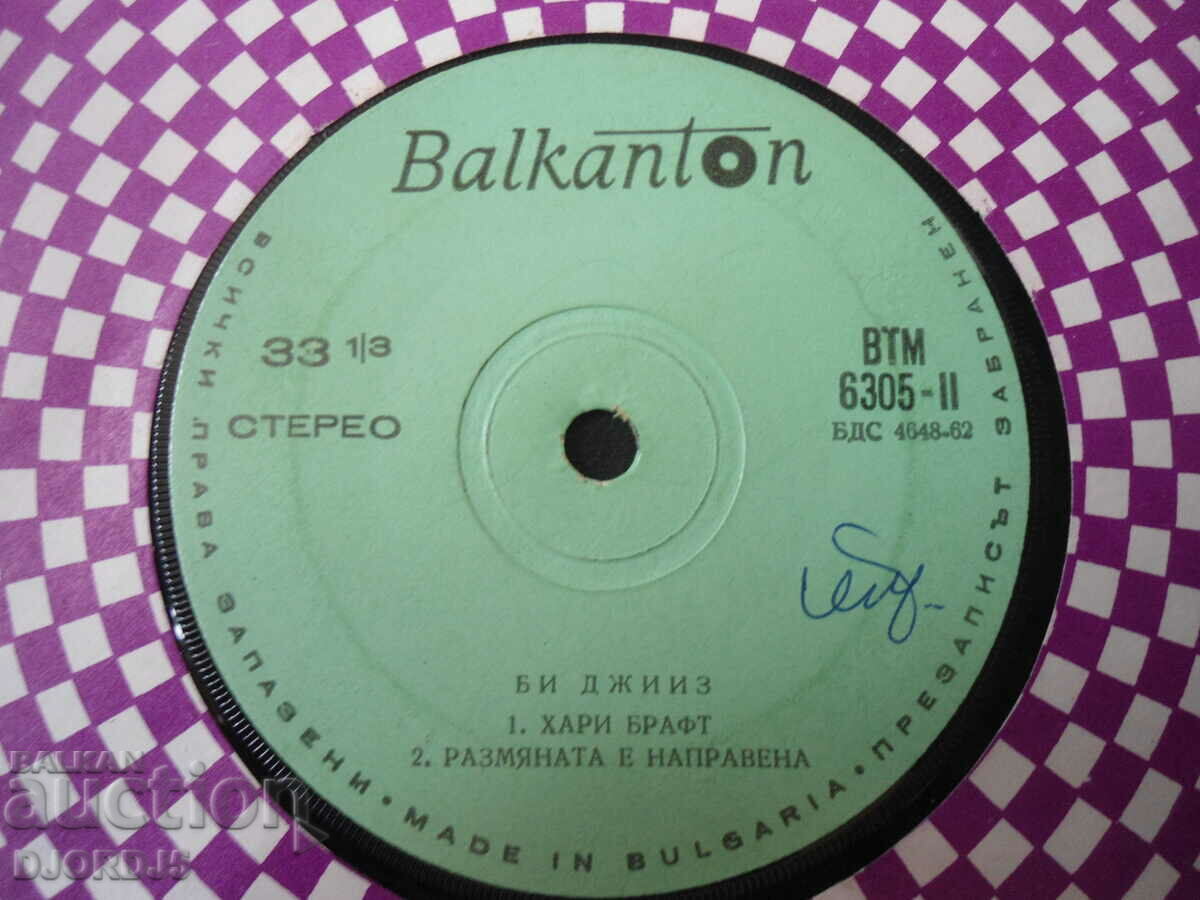 Balkanton
33 1/3
СТЕРЕО
ВТМ
6305-II
БДС 4648-62
БИ ДЖИИЗ
1. ХАРИ БРАФТ
2. РАЗМЯНАТА Е НАПРАВЕНА
ВСИЧКИ ПРАВА ЗАПАЗЕНИ • MADE IN BULGARIA • ПРЕЗАПИСЪТ ЗАБРАНЕН
BALKAN
auction
DJORDJ5